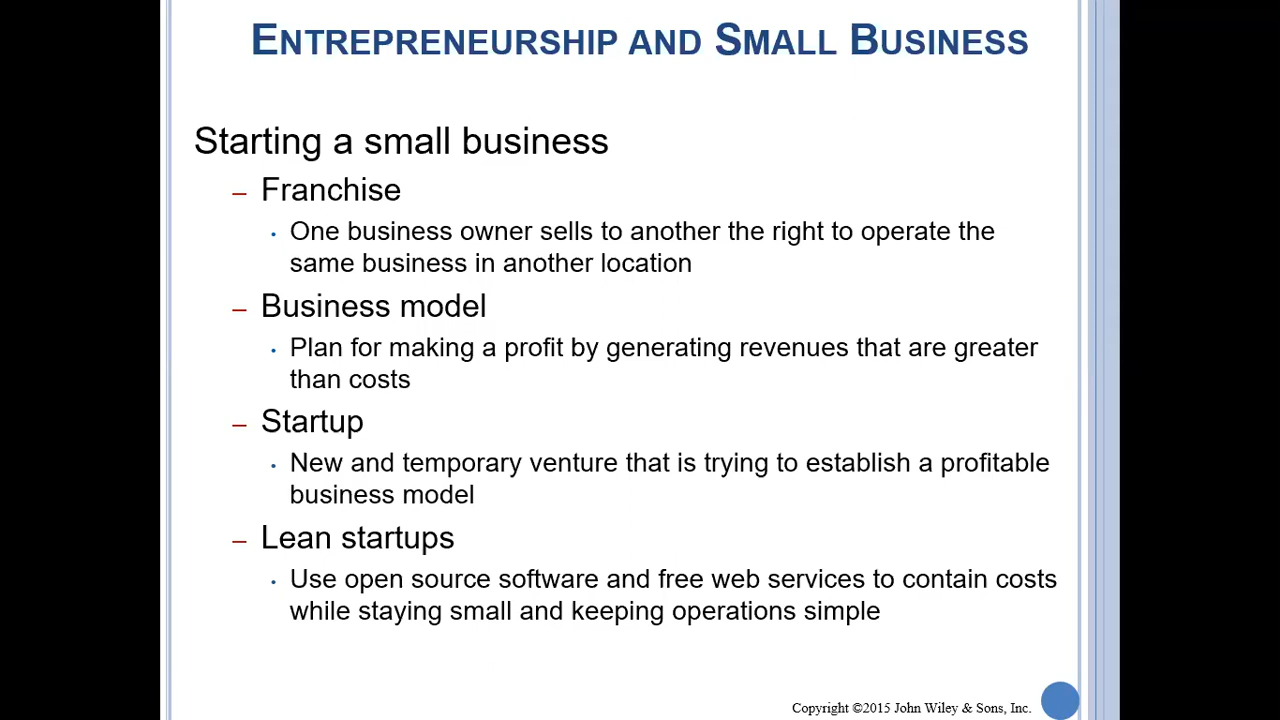 ENTREPRENEURSHIP AND SMALL BUSINESS
Starting a small business
– Franchise
• One business owner sells to another the right to operate the
same business in another location
– Business model
• Plan for making a profit by generating revenues that are greater
than costs
– Startup
• New and temporary venture that is trying to establish a profitable
business model
– Lean startups
• Use open source software and free web services to contain costs
while staying small and keeping operations simple
Copyright ©2015 John Wiley & Sons, Inc.